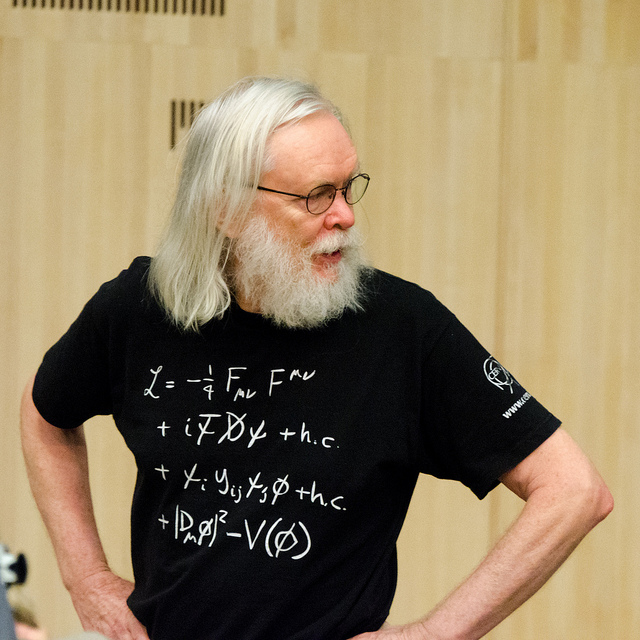 ℒ = -¼ F_μν F^μν
+ iψ̄D̸ψ + h.c.
+ ψ_i y_ij ψ_j φ + h.c.
+ |D_μ φ|² - V(φ)